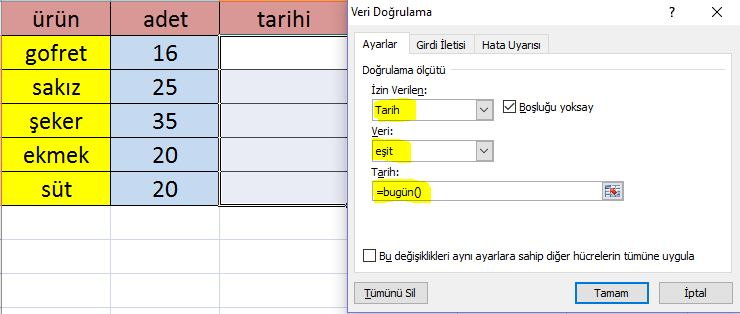 ürün adet tarihi
gofret 16
sakız 25
şeker 35
ekmek 20
süt 20
Veri Doğrulama
Ayarlar Girdi İletisi Hata Uyarısı
Doğrulama ölçütü
İzin Verilen:
Tarih Boşluğu yoksay
Veri:
eşit
Tarih:
=bugün()
Bu değişiklikleri aynı ayarlara sahip diğer hücrelerin tümüne uygula
Tümünü Sil Tamam İptal